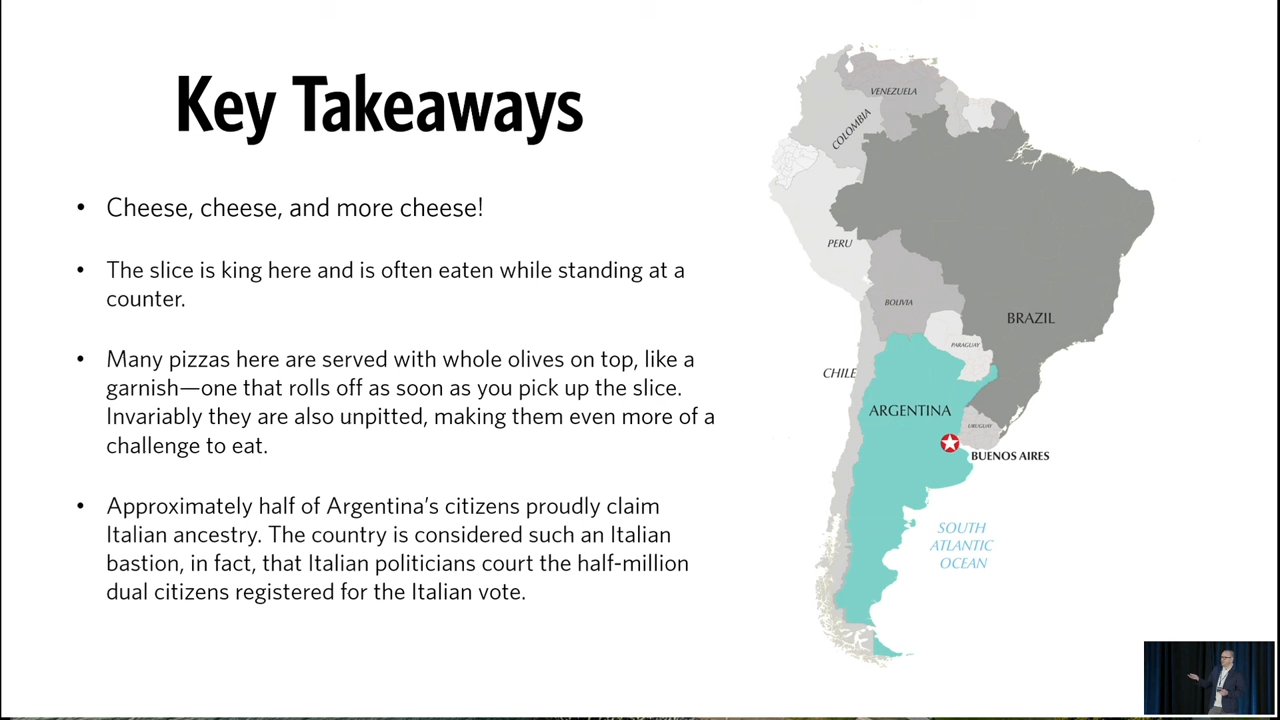 Key Takeaways
• Cheese, cheese, and more cheese!
• The slice is king here and is often eaten while standing at a
counter.
• Many pizzas here are served with whole olives on top, like a
garnish—one that rolls off as soon as you pick up the slice.
Invariably they are also unpitted, making them even more of a
challenge to eat.
• Approximately half of Argentina’s citizens proudly claim
Italian ancestry. The country is considered such an Italian
bastion, in fact, that Italian politicians court the half-million
dual citizens registered for the Italian vote.
VENEZUELA
COLOMBIA
PERU
BOLIVIA
BRAZIL
PARAGUAY
CHILE
ARGENTINA
URUGUAY
BUENOS AIRES
SOUTH
ATLANTIC
OCEAN